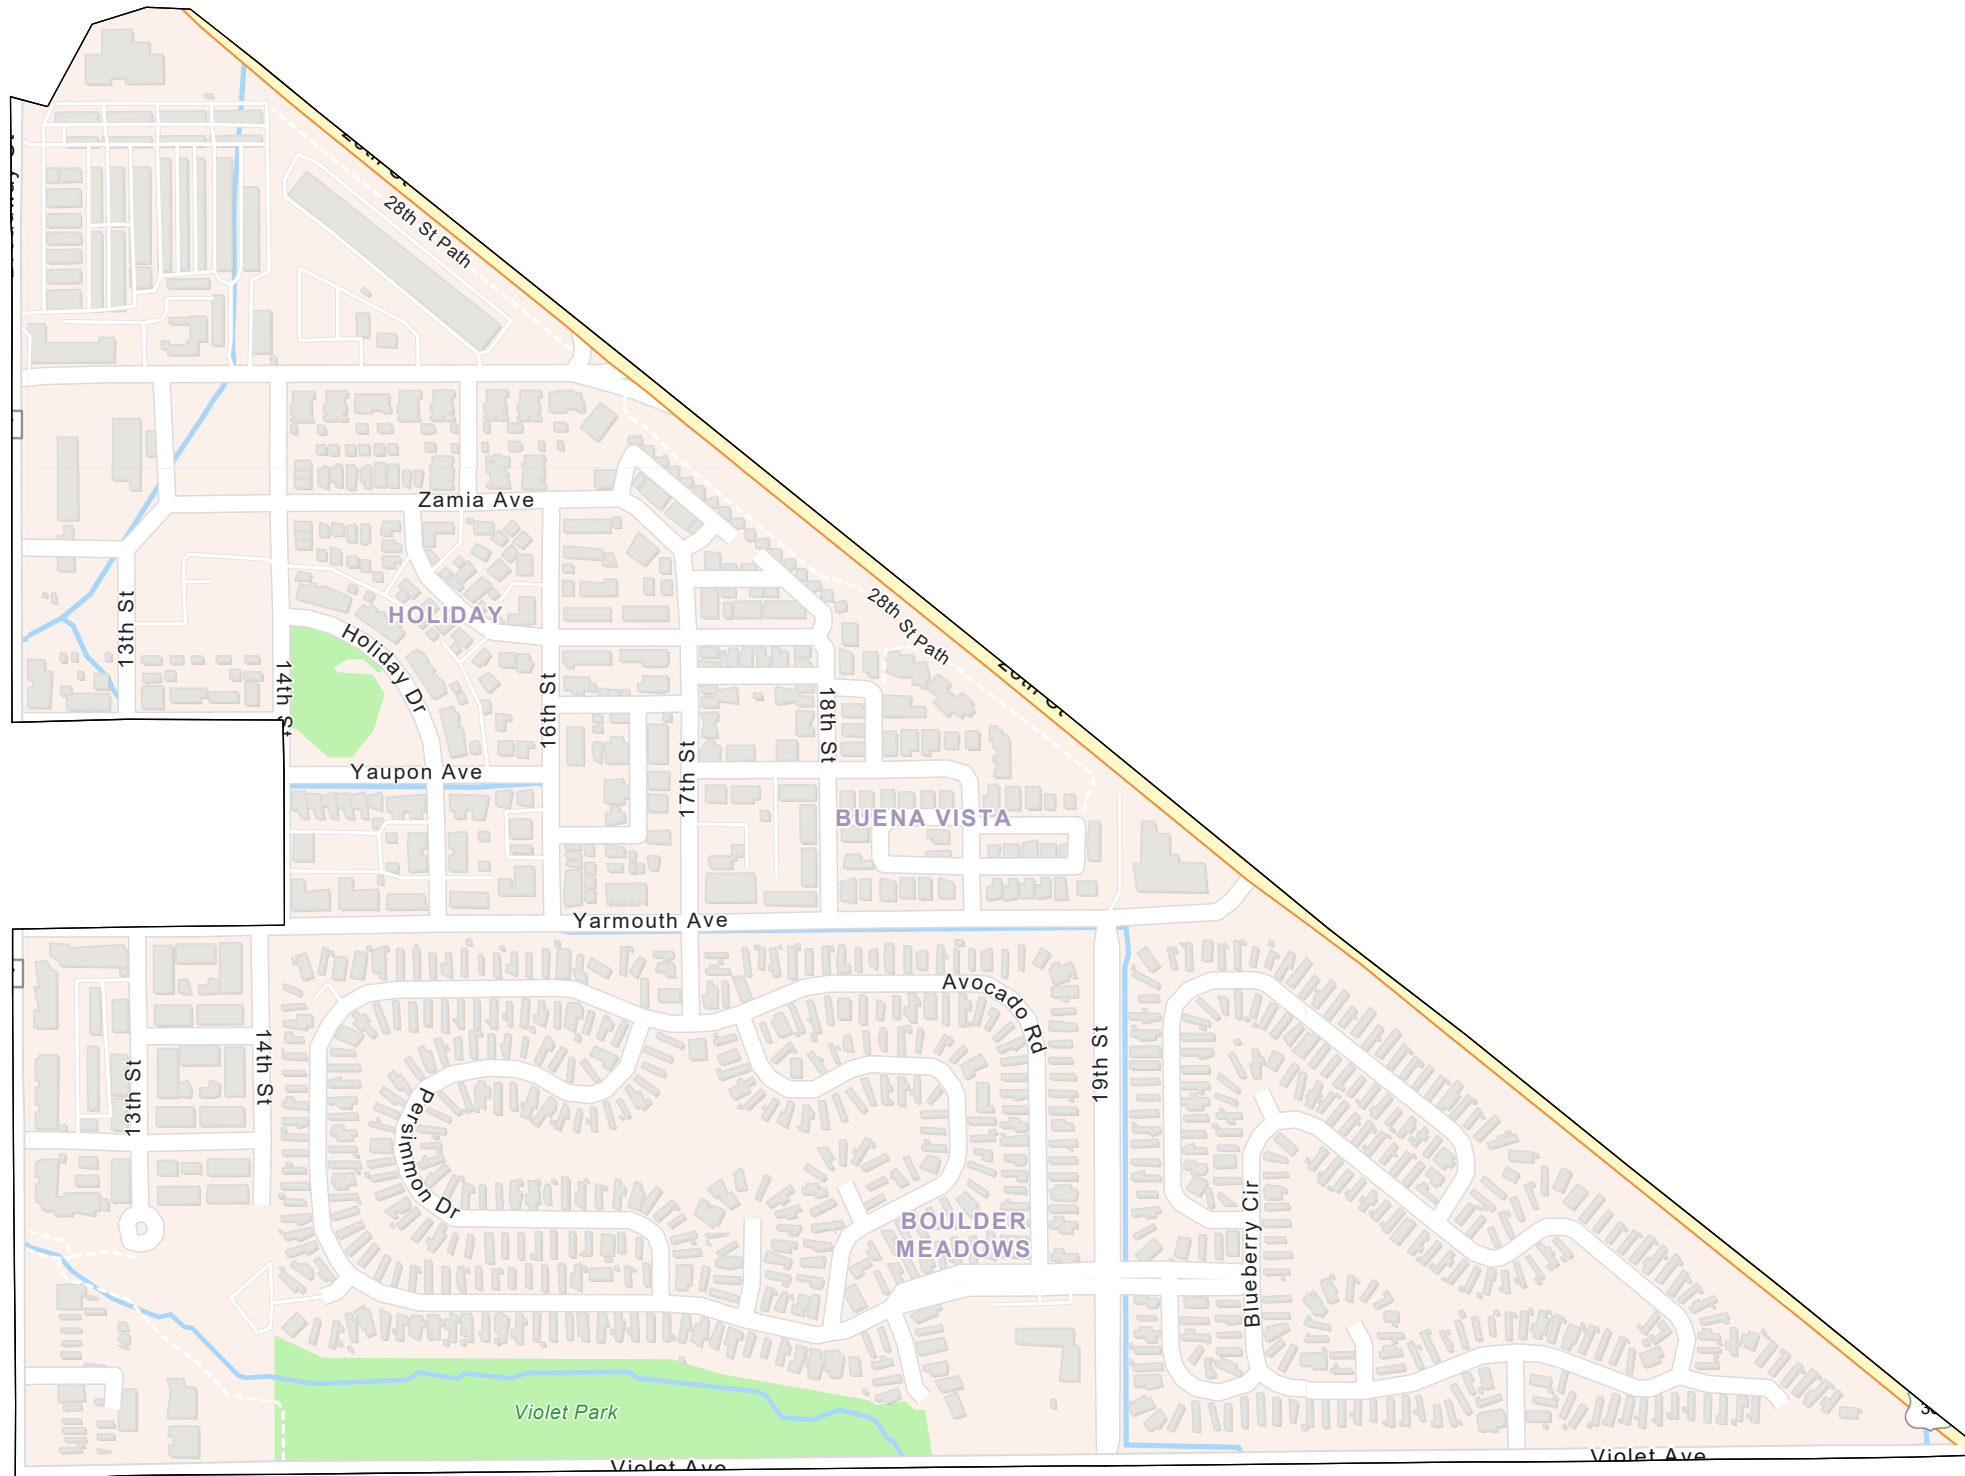 28th St Path
Zamia Ave
13th St
HOLIDAY
Holiday Dr
28th St Path
14th St
16th St
18th St
17th St
Yaupon Ave
BUENA VISTA
Yarmouth Ave
Avocado Rd
14th St
13th St
19th St
Persimmon Dr
BOULDER
MEADOWS
Blueberry Cir
Violet Park
Violet Ave
Violet Ave